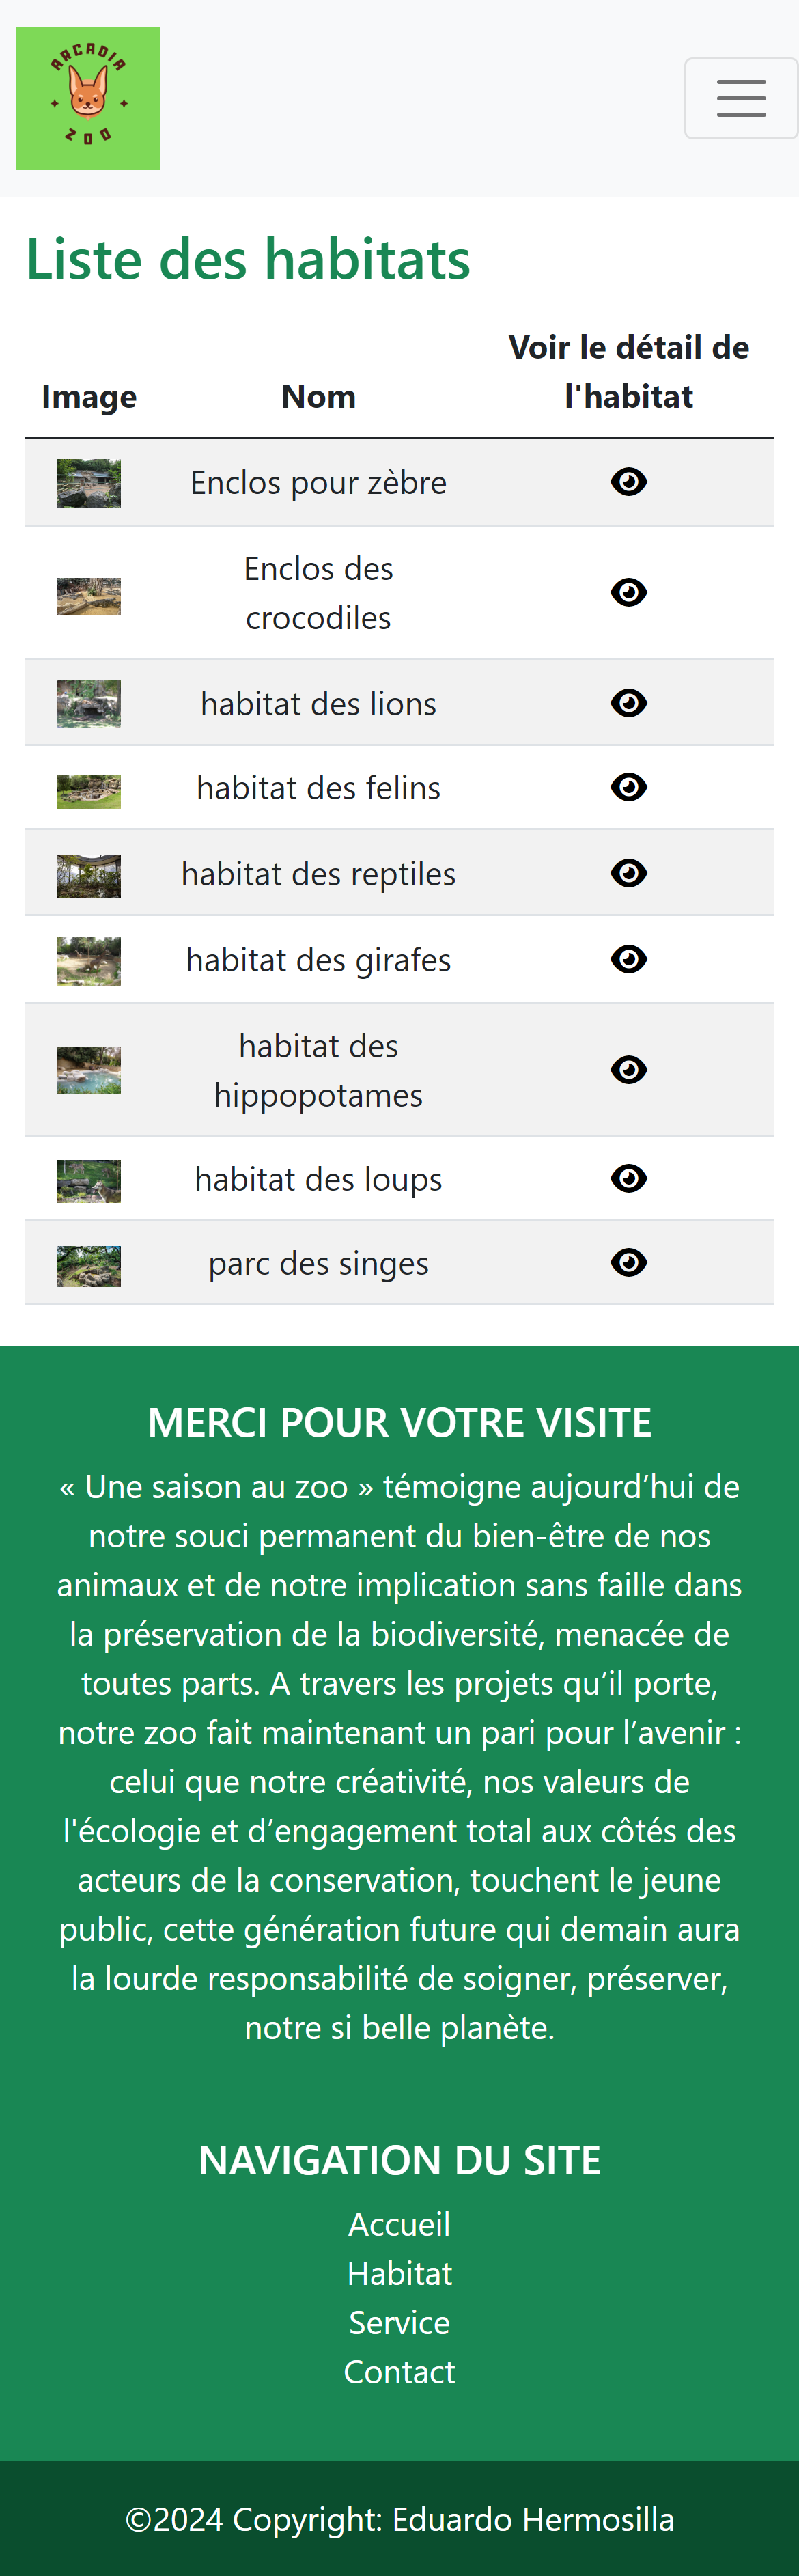 ARCADIA
ZOO
Liste des habitats
Voir le détail de
Image Nom l'habitat
Enclos pour zèbre
Enclos des
crocodiles
habitat des lions
habitat des felins
habitat des reptiles
habitat des girafes
habitat des
hippopotames
habitat des loups
parc des singes
MERCI POUR VOTRE VISITE
« Une saison au zoo » témoigne aujourd’hui de
notre souci permanent du bien-être de nos
animaux et de notre implication sans faille dans
la préservation de la biodiversité, menacée de
toutes parts. A travers les projets qu’il porte,
notre zoo fait maintenant un pari pour l’avenir :
celui que notre créativité, nos valeurs de
l'écologie et d’engagement total aux côtés des
acteurs de la conservation, touchent le jeune
public, cette génération future qui demain aura
la lourde responsabilité de soigner, préserver,
notre si belle planète.
NAVIGATION DU SITE
Accueil
Habitat
Service
Contact
©2024 Copyright: Eduardo Hermosilla